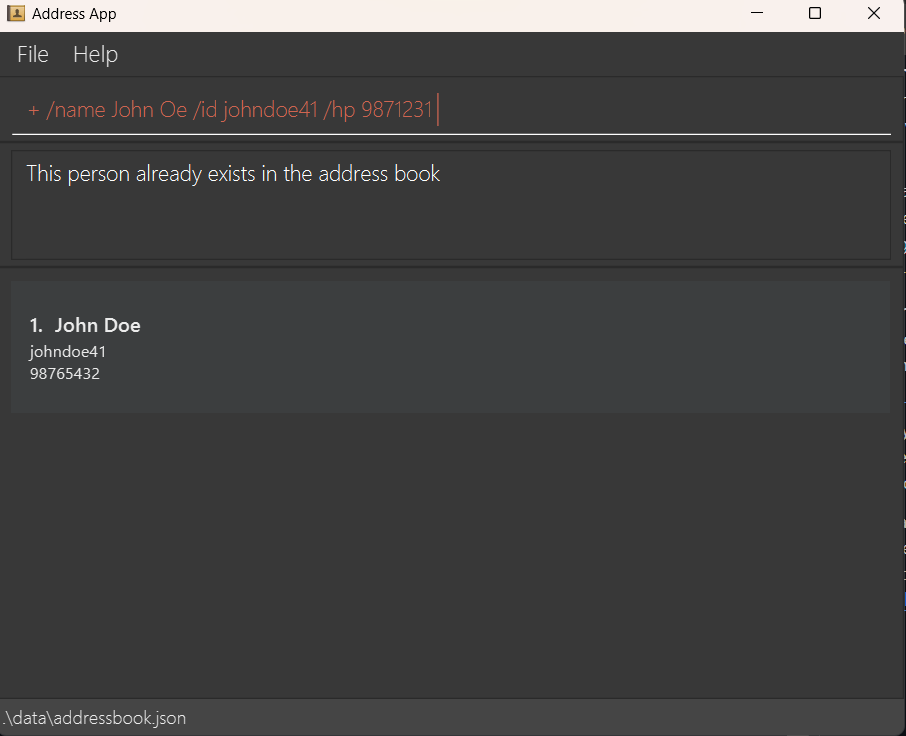 Address App
File Help
+ /name John Oe /id johndoe41 /hp 9871231
This person already exists in the address book
1. John Doe
johndoe41
98765432
.\data\addressbook.json